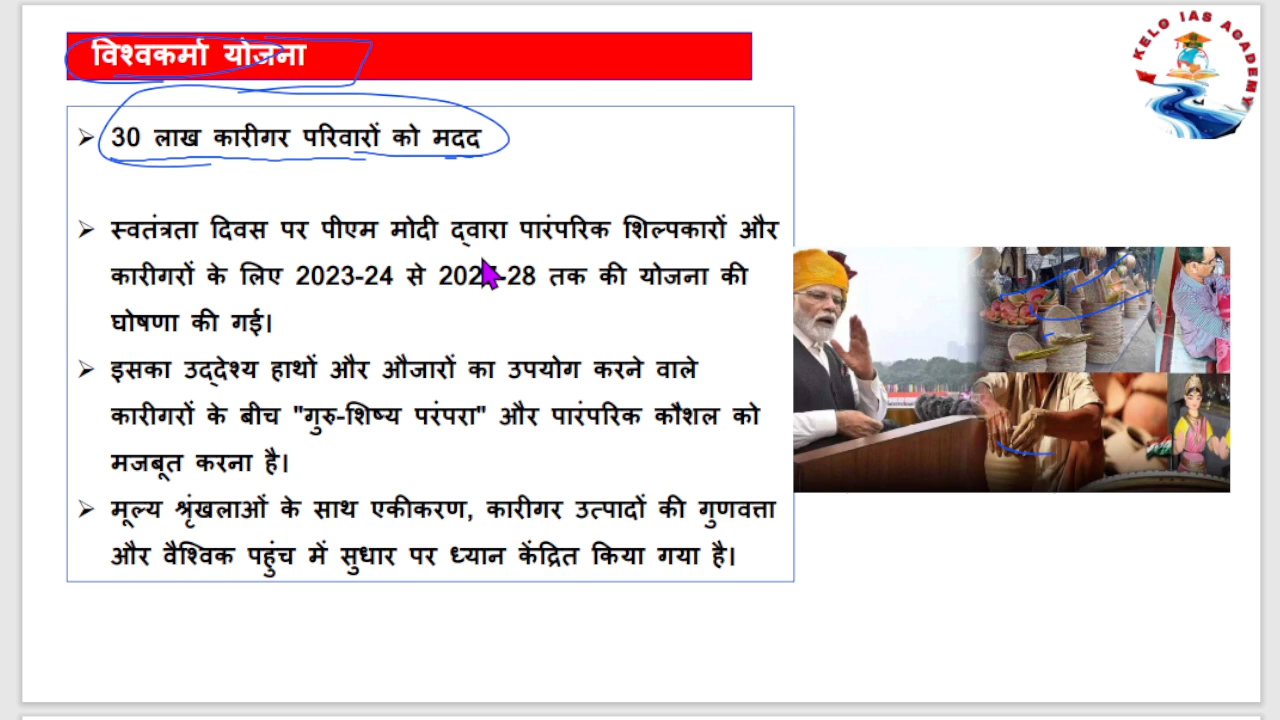 विश्वकर्मा योजना
30 लाख कारीगर परिवारों को मदद
स्वतंत्रता दिवस पर पीएम मोदी द्वारा पारंपरिक शिल्पकारों और
कारीगरों के लिए 2023-24 से 202 -28 तक की योजना की
घोषणा की गई।
इसका उद्देश्य हाथों और औजारों का उपयोग करने वाले
कारीगरों के बीच "गुरु-शिष्य परंपरा" और पारंपरिक कौशल को
मजबूत करना है।
मूल्य श्रृंखलाओं के साथ एकीकरण, कारीगर उत्पादों की गुणवत्ता
और वैश्विक पहुंच में सुधार पर ध्यान केंद्रित किया गया है।
KELO IAS ACADEMY